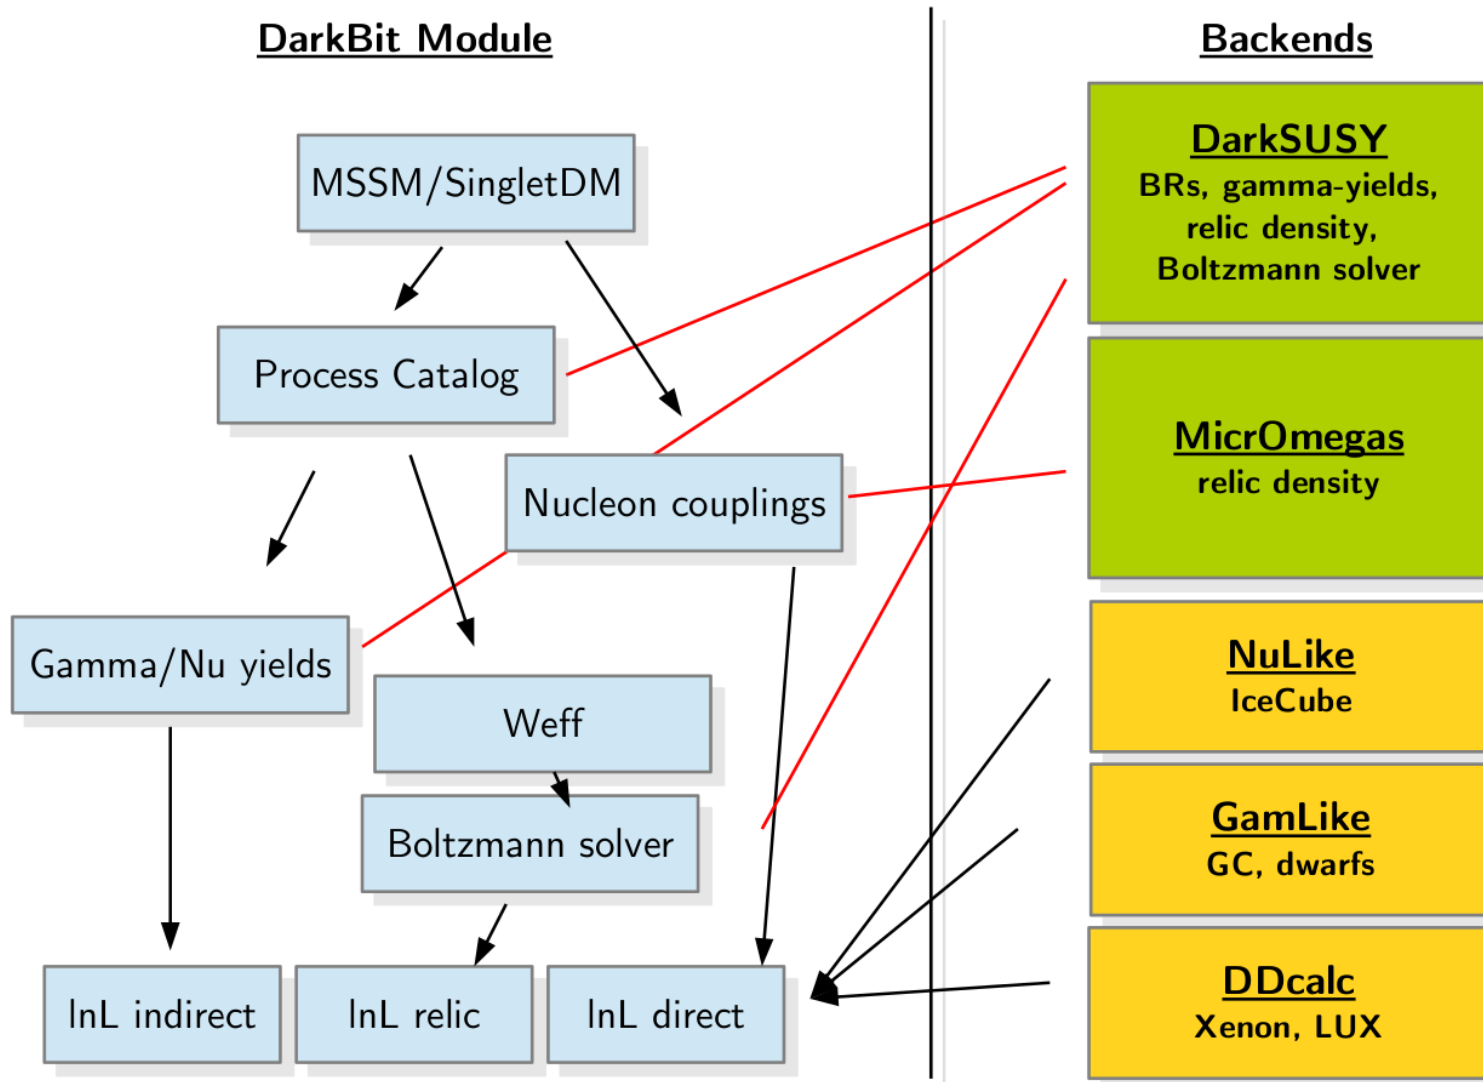 DarkBit Module
MSSM/SingletDM
Process Catalog
Nucleon couplings
Gamma/Nu yields
Weff
Boltzmann solver
lnL indirect
lnL relic
lnL direct
Backends
DarkSUSY
BRs, gamma-yields,
relic density,
Boltzmann solver
MicrOmegas
relic density
NuLike
IceCube
GamLike
GC, dwarfs
DDcalc
Xenon, LUX